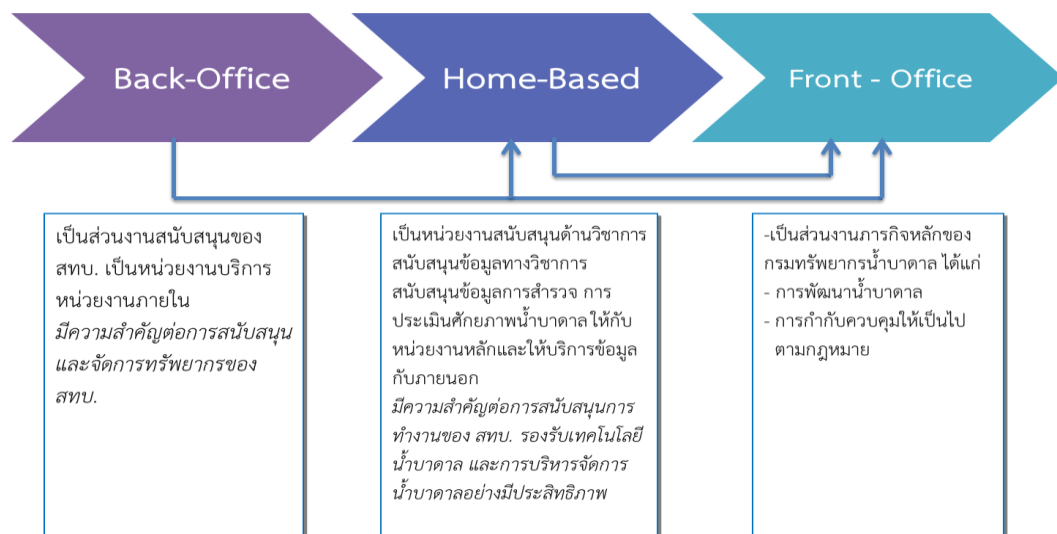 Back-Office
Home-Based
Front - Office
เป็นส่วนงานสนับสนุนของ
สทบ. เป็นหน่วยงานบริการ
หน่วยงานภายใน
มีความสำคัญต่อการสนับสนุน
และจัดการทรัพยากรของ
สทบ.
เป็นหน่วยงานสนับสนุนด้านวิชาการ
สนับสนุนข้อมูลทางวิชาการ
สนับสนุนข้อมูลการสำรวจ การ
ประเมินศักยภาพน้ำบาดาล ให้กับ
หน่วยงานหลักและให้บริการข้อมูล
กับภายนอก
มีความสำคัญต่อการสนับสนุนการ
ทำงานของ สทบ. รองรับเทคโนโลยี
น้ำบาดาล และการบริหารจัดการ
น้ำบาดาลอย่างมีประสิทธิภาพ
-เป็นส่วนงานภารกิจหลักของ
กรมทรัพยากรน้ำบาดาล ได้แก่
- การพัฒนาน้ำบาดาล
- การกำกับควบคุมให้เป็นไป
ตามกฎหมาย